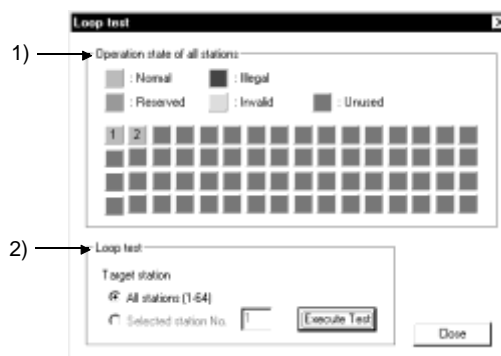 Loop test
1)
Operation state of all stations
: Normal : Illegal
: Reserved : Invalid : Unused
1 2
2)
Loop test
Target station
All stations (1-64)
Selected station No. 1 Execute Test
Close